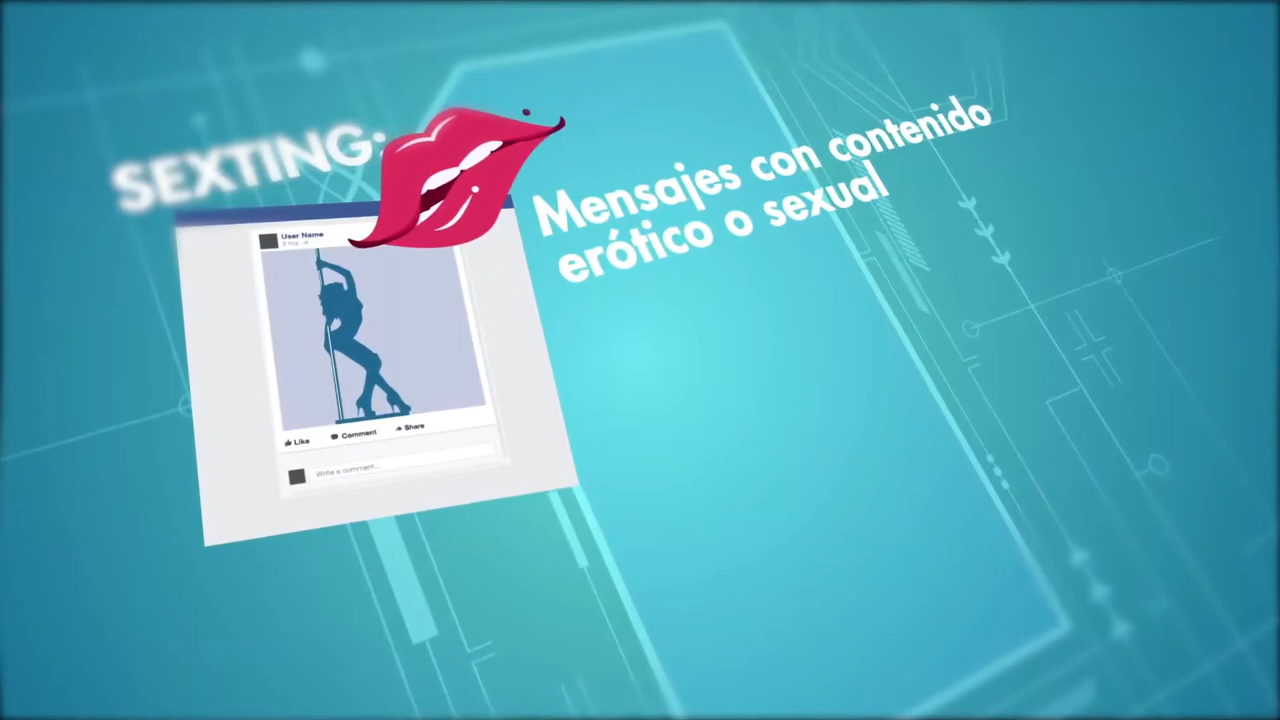 SEXTING:
Mensajes con contenido
erótico o sexual
User Name
Like
Comment
Share
Write a comment...